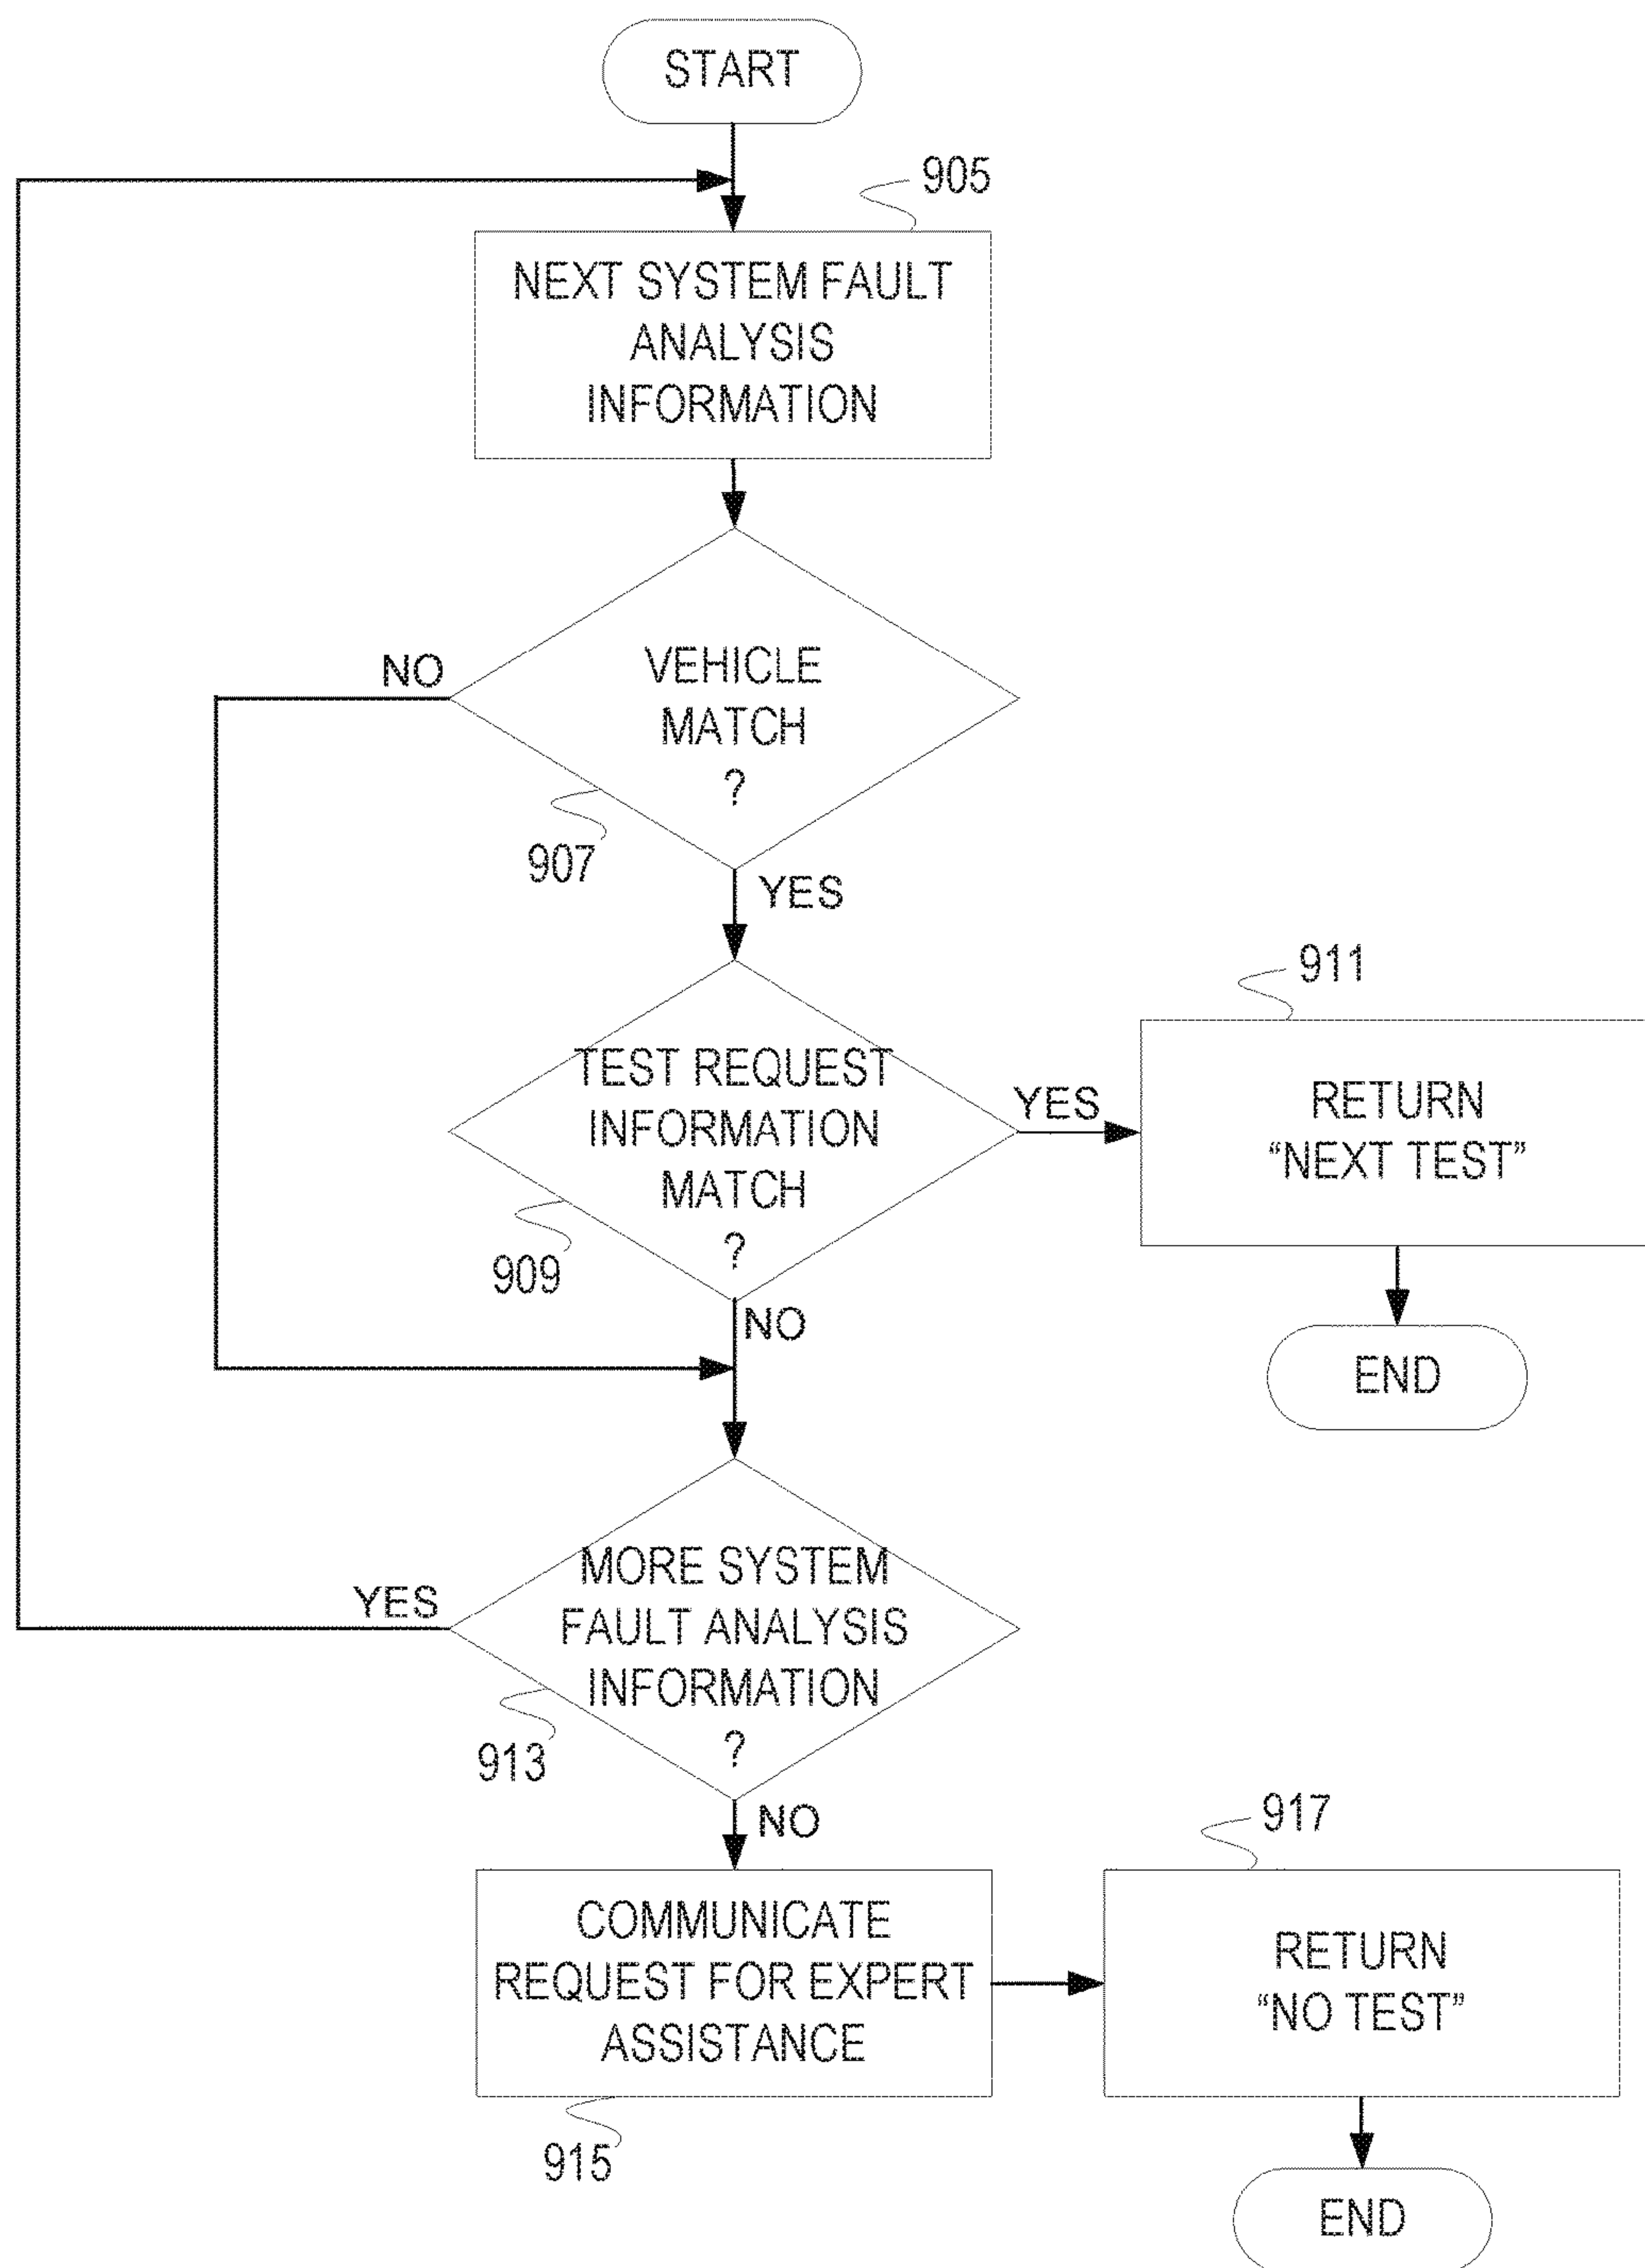 START
905
NEXT SYSTEM FAULT
ANALYSIS
INFORMATION
NO
VEHICLE
MATCH
?
907
YES
911
TEST REQUEST
INFORMATION
MATCH
?
YES
RETURN
“NEXT TEST”
909
NO
END
MORE SYSTEM
FAULT ANALYSIS
INFORMATION
?
YES
913
NO
917
COMMUNICATE
REQUEST FOR EXPERT
ASSISTANCE
RETURN
“NO TEST”
915
END